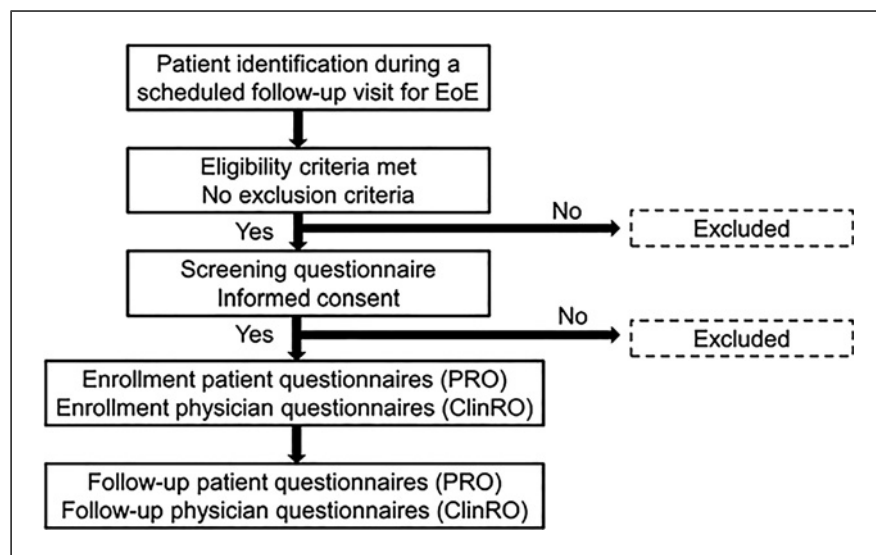 Patient identification during a
scheduled follow-up visit for EoE
Eligibility criteria met
No exclusion criteria
No
Yes
Excluded
Screening questionnaire
Informed consent
No
Yes
Excluded
Enrollment patient questionnaires (PRO)
Enrollment physician questionnaires (ClinRO)
Follow-up patient questionnaires (PRO)
Follow-up physician questionnaires (ClinRO)